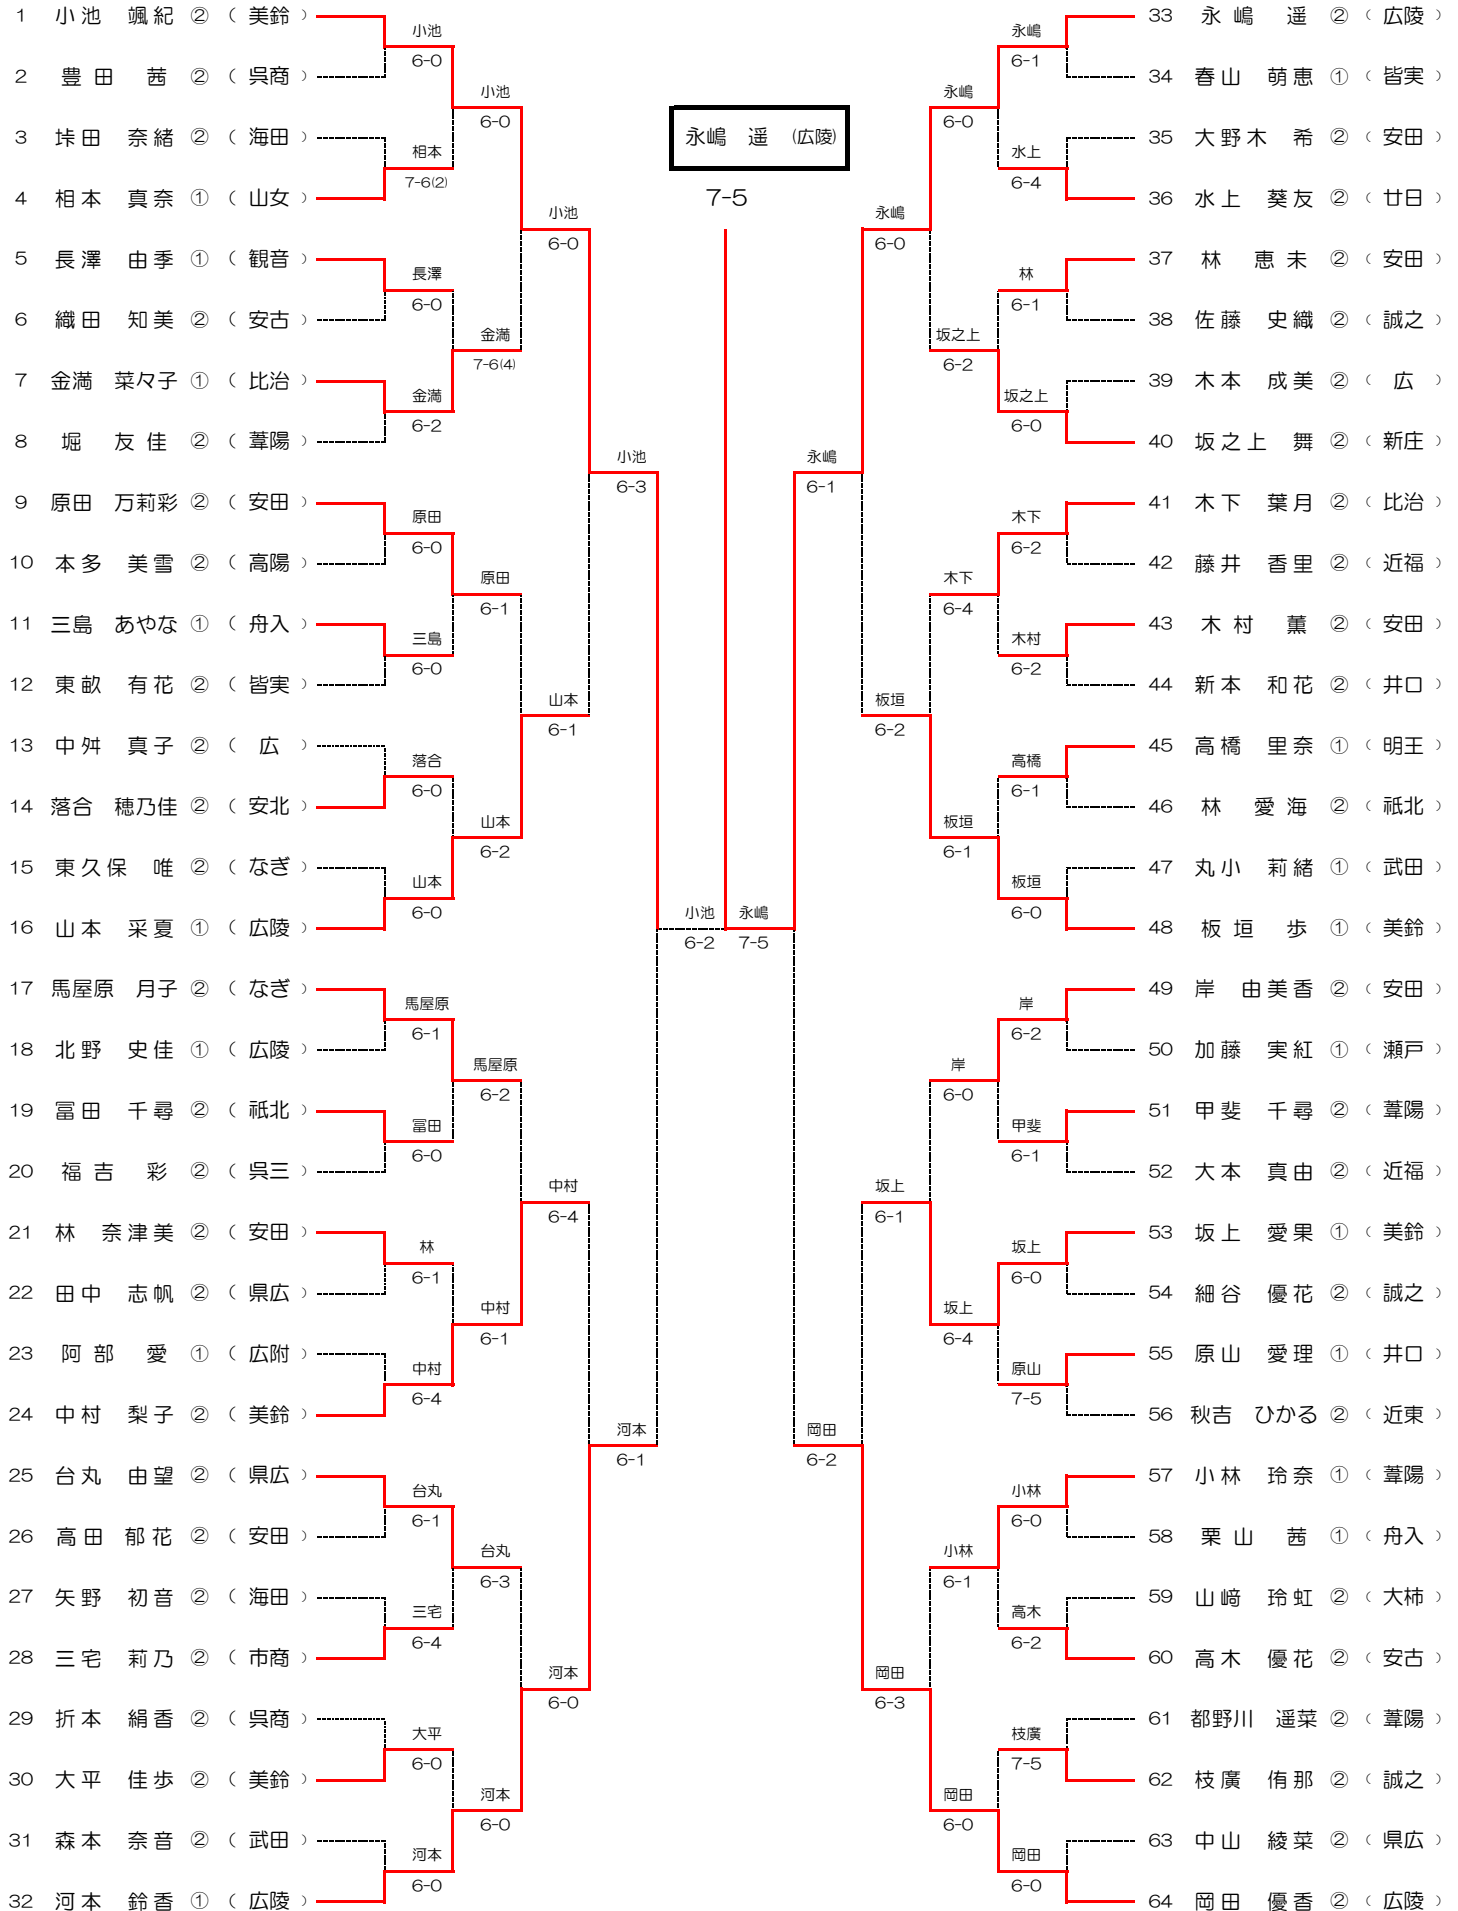 1 小池 颯紀 ② （ 美鈴 ）
2 豊田 茜 ② （ 呉商 ）
3 垰田 奈緒 ② （ 海田 ）
4 相本 真奈 ① （ 山女 ）
5 長澤 由季 ① （ 観音 ）
6 織田 知美 ② （ 安古 ）
7 金満 菜々子 ① （ 比治 ）
8 堀 友佳 ② （ 葦陽 ）
9 原田 万莉彩 ② （ 安田 ）
10 本多 美雪 ② （ 高陽 ）
11 三島 あやな ① （ 舟入 ）
12 東畝 有花 ② （ 皆実 ）
13 中舛 真子 ② （ 広 ）
14 落合 穂乃佳 ② （ 安北 ）
15 東久保 唯 ② （ なぎ ）
16 山本 采夏 ① （ 広陵 ）
17 馬屋原 月子 ② （ なぎ ）
18 北野 史佳 ① （ 広陵 ）
19 冨田 千尋 ② （ 祇北 ）
20 福吉 彩 ② （ 呉三 ）
21 林 奈津美 ② （ 安田 ）
22 田中 志帆 ② （ 県広 ）
23 阿部 愛 ① （ 広附 ）
24 中村 梨子 ② （ 美鈴 ）
25 台丸 由望 ② （ 県広 ）
26 高田 郁花 ② （ 安田 ）
27 矢野 初音 ② （ 海田 ）
28 三宅 莉乃 ② （ 市商 ）
29 折本 絹香 ② （ 呉商 ）
30 大平 佳歩 ② （ 美鈴 ）
31 森本 奈音 ② （ 武田 ）
32 河本 鈴香 ① （ 広陵 ）
小池
6-0
相本
7-6(2)
長澤
6-0
金満
6-2
原田
6-0
三島
6-0
落合
6-0
山本
6-0
馬屋原
6-1
冨田
6-0
林
6-1
中村
6-4
台丸
6-1
三宅
6-4
大平
6-0
河本
6-0
小池
6-0
金満
7-6(4)
原田
6-1
山本
6-2
馬屋原
6-2
中村
6-1
台丸
6-3
河本
6-0
小池
6-0
山本
6-1
中村
6-4
河本
6-0
小池
6-3
河本
6-1
小池
6-2
永嶋 遥 （広陵）
7-5
永嶋
7-5
永嶋
6-1
岡田
6-2
永嶋
6-0
板垣
6-2
坂上
6-1
岡田
6-3
永嶋
6-0
坂之上
6-2
木下
6-4
板垣
6-1
岸
6-0
坂上
6-4
小林
6-1
岡田
6-0
永嶋
6-1
水上
6-4
林
6-1
坂之上
6-0
木下
6-2
木村
6-2
高橋
6-1
板垣
6-0
岸
6-2
甲斐
6-1
坂上
6-0
原山
7-5
小林
6-0
高木
6-2
枝廣
7-5
岡田
6-0
33 永嶋 遥 ② （ 広陵 ）
34 春山 萌恵 ① （ 皆実 ）
35 大野木 希 ② （ 安田 ）
36 水上 葵友 ② （ 廿日 ）
37 林 恵未 ② （ 安田 ）
38 佐藤 史織 ② （ 誠之 ）
39 木本 成美 ② （ 広 ）
40 坂之上 舞 ② （ 新庄 ）
41 木下 葉月 ② （ 比治 ）
42 藤井 香里 ② （ 近福 ）
43 木村 薫 ② （ 安田 ）
44 新本 和花 ② （ 井口 ）
45 高橋 里奈 ① （ 明王 ）
46 林 愛海 ② （ 祇北 ）
47 丸小 莉緒 ① （ 武田 ）
48 板垣 歩 ① （ 美鈴 ）
49 岸 由美香 ② （ 安田 ）
50 加藤 実紅 ① （ 瀬戸 ）
51 甲斐 千尋 ② （ 葦陽 ）
52 大本 真由 ② （ 近福 ）
53 坂上 愛果 ① （ 美鈴 ）
54 細谷 優花 ② （ 誠之 ）
55 原山 愛理 ① （ 井口 ）
56 秋吉 ひかる ② （ 近東 ）
57 小林 玲奈 ① （ 葦陽 ）
58 栗山 茜 ① （ 舟入 ）
59 山﨑 玲虹 ② （ 大柿 ）
60 高木 優花 ② （ 安古 ）
61 都野川 遥菜 ② （ 葦陽 ）
62 枝廣 侑那 ② （ 誠之 ）
63 中山 綾菜 ② （ 県広 ）
64 岡田 優香 ② （ 広陵 ）